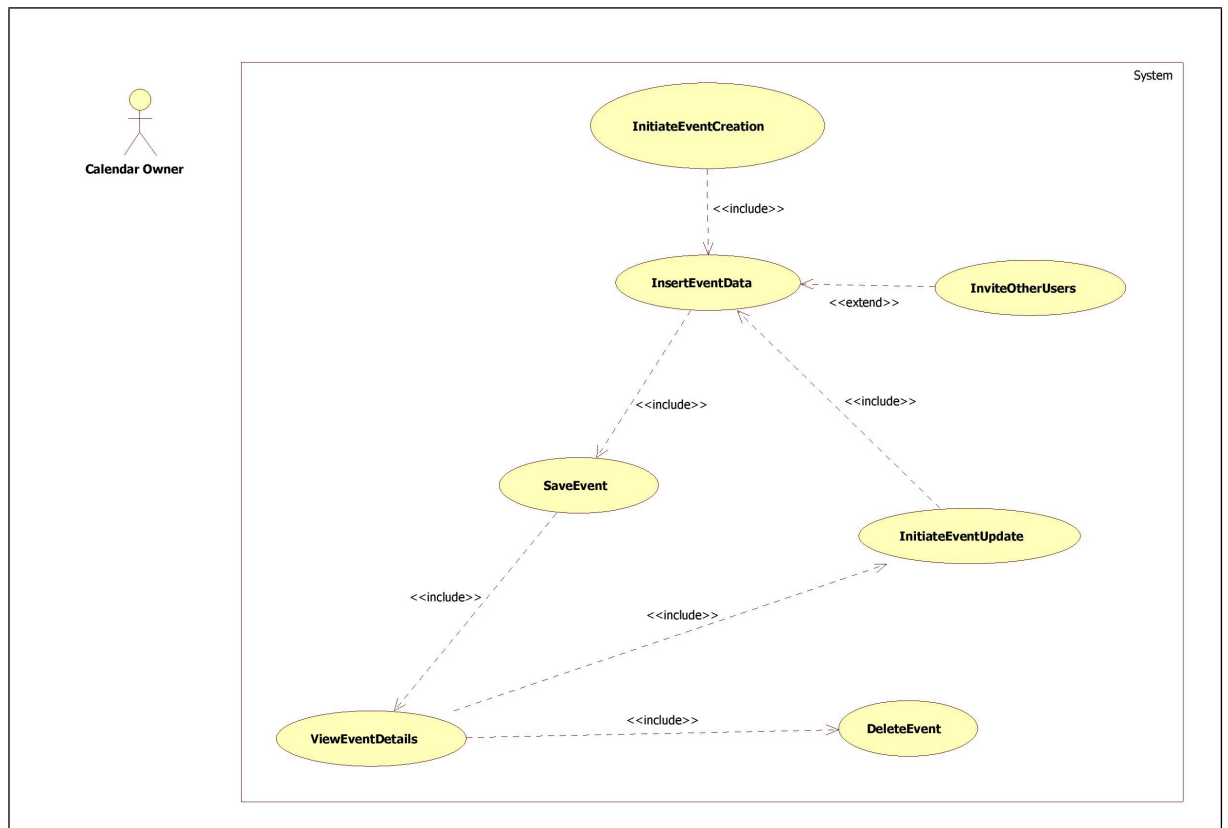 System
InitiateEventCreation
Calendar Owner
<<include>>
InsertEventData
InviteOtherUsers
<<extend>>
<<include>>
<<include>>
SaveEvent
InitiateEventUpdate
<<include>>
<<include>>
<<include>>
ViewEventDetails
DeleteEvent